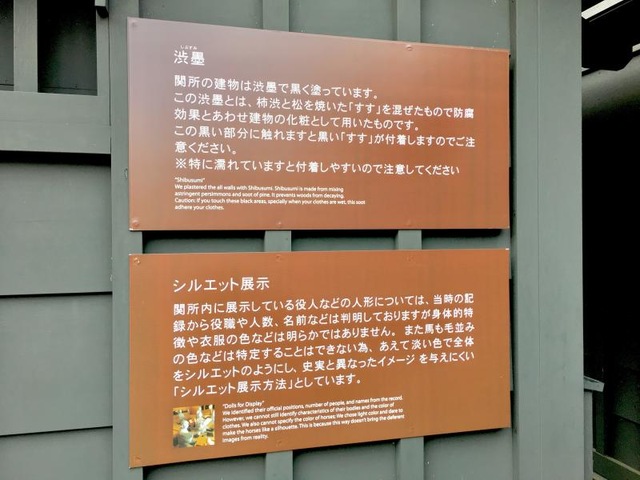 しぶずみ
渋墨
関所の建物は渋墨で黒く塗っています。
この渋墨とは、柿渋と松を焼いた「すす」を混ぜたもので防腐
効果とあわせ建物の化粧として用いたものです。
この黒い部分に触れますと黒い「すす」が付着しますのでご注
意ください。
※特に濡れていますと付着しやすいので注意してください
"Shibusumi"
We plastered the all walls with Shibusumi. Shibusumi is made from mixing
astringent persimmons and soot of pine. It prevents woods from decaying.
Caution: If you touch these black areas, specially when your clothes are wet, this soot
adhere your clothes.
シルエット展示
関所内に展示している役人などの人形については、当時の記
録から役職や人数、名前などは判明しておりますが身体的特
徴や衣服の色などは明らかではありません。また馬も毛並み
の色などは特定することはできない為、あえて淡い色で全体
をシルエットのようにし、史実と異なったイメージを与えにくい
「シルエット展示方法」としています。
"Dolls for Display"
We identified their official positions, number of people, and names from the record.
However, we cannot still identify characteristics of their bodies and the color of
clothes. We also cannot specify the color of horses. We chose light color and dare to
make the horses like a silhouette. This is because this way doesn't bring the deferent
images from reality.